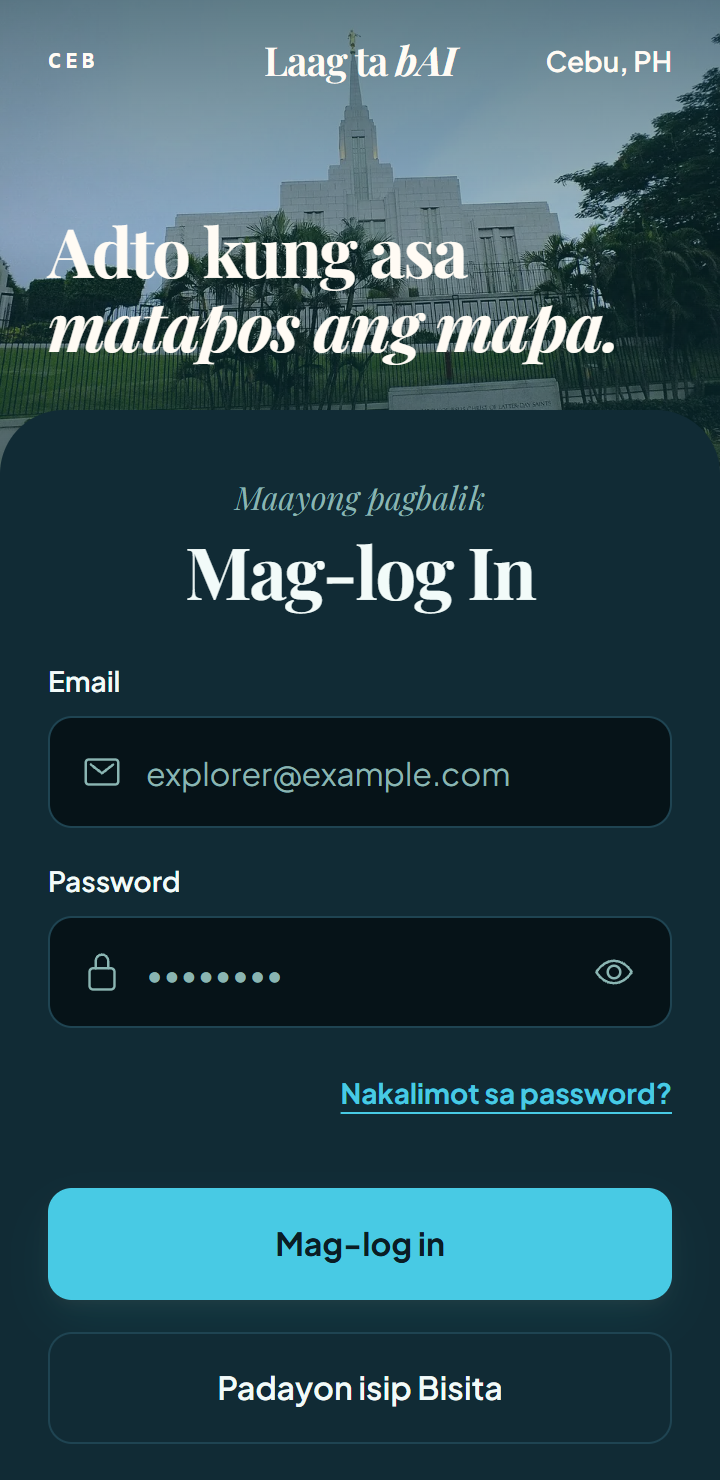 CEB
Laag ta bAI
Cebu, PH
Adto kung asa
matapos ang mapa.
Maayong pagbalik
Mag-log In
Email
explorer@example.com
Password
Nakalimot sa password?
Mag-log in
Padayon isip Bisita